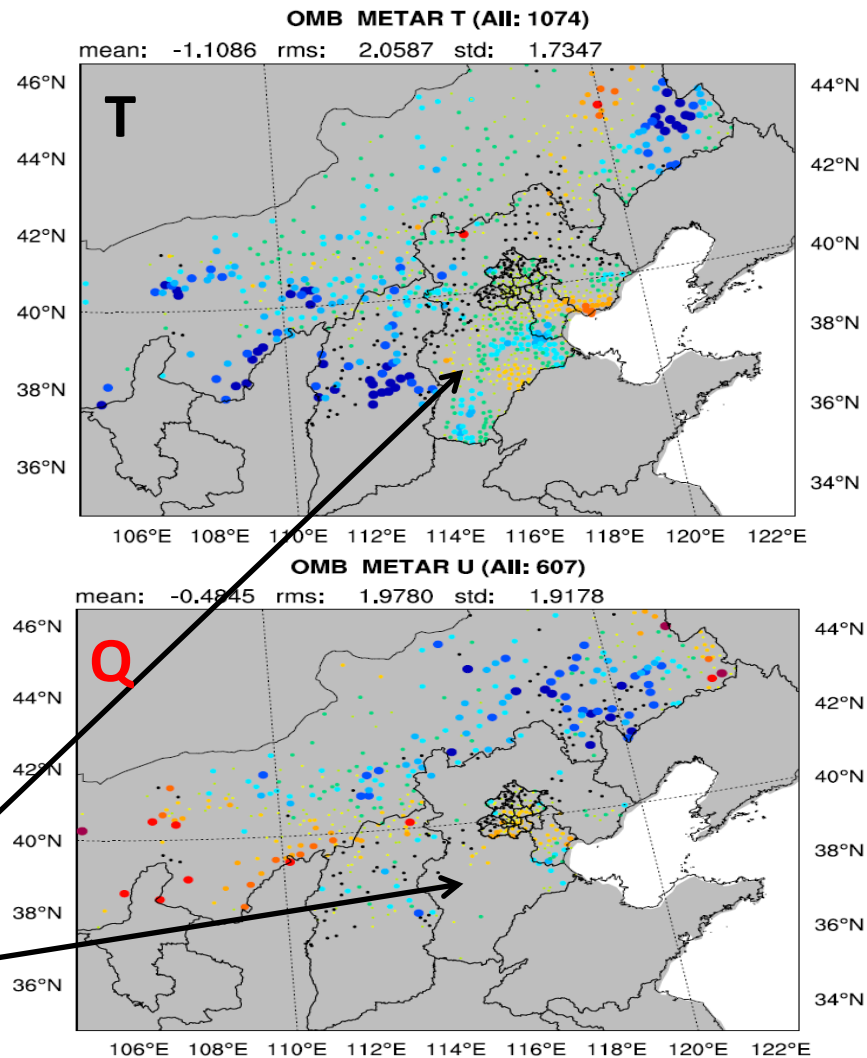 OMB METAR T (All: 1074)
mean: -1.1086 rms: 2.0587 std: 1.7347
T
46°N 44°N
44°N 42°N
42°N 40°N
40°N 38°N
38°N 36°N
36°N 34°N
106°E 108°E 110°E 112°E 114°E 115°E 116°E 118°E 120°E 122°E
OMB METAR U (All: 607)
mean: -0.4845 rms: 1.9780 std: 1.9178
Q
46°N 44°N
44°N 42°N
42°N 40°N
40°N 38°N
38°N 36°N
36°N 34°N
106°E 108°E 110°E 112°E 114°E 115°E 116°E 118°E 120°E 122°E